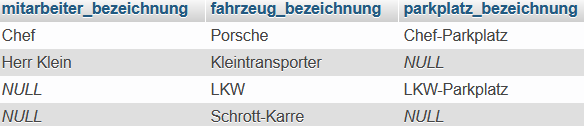 mitarbeiter_bezeichnung fahrzeug_bezeichnung parkplatz_bezeichnung
Chef Porsche Chef-Parkplatz
Herr Klein Kleintransporter NULL
NULL LKW LKW-Parkplatz
NULL Schrott-Karre NULL